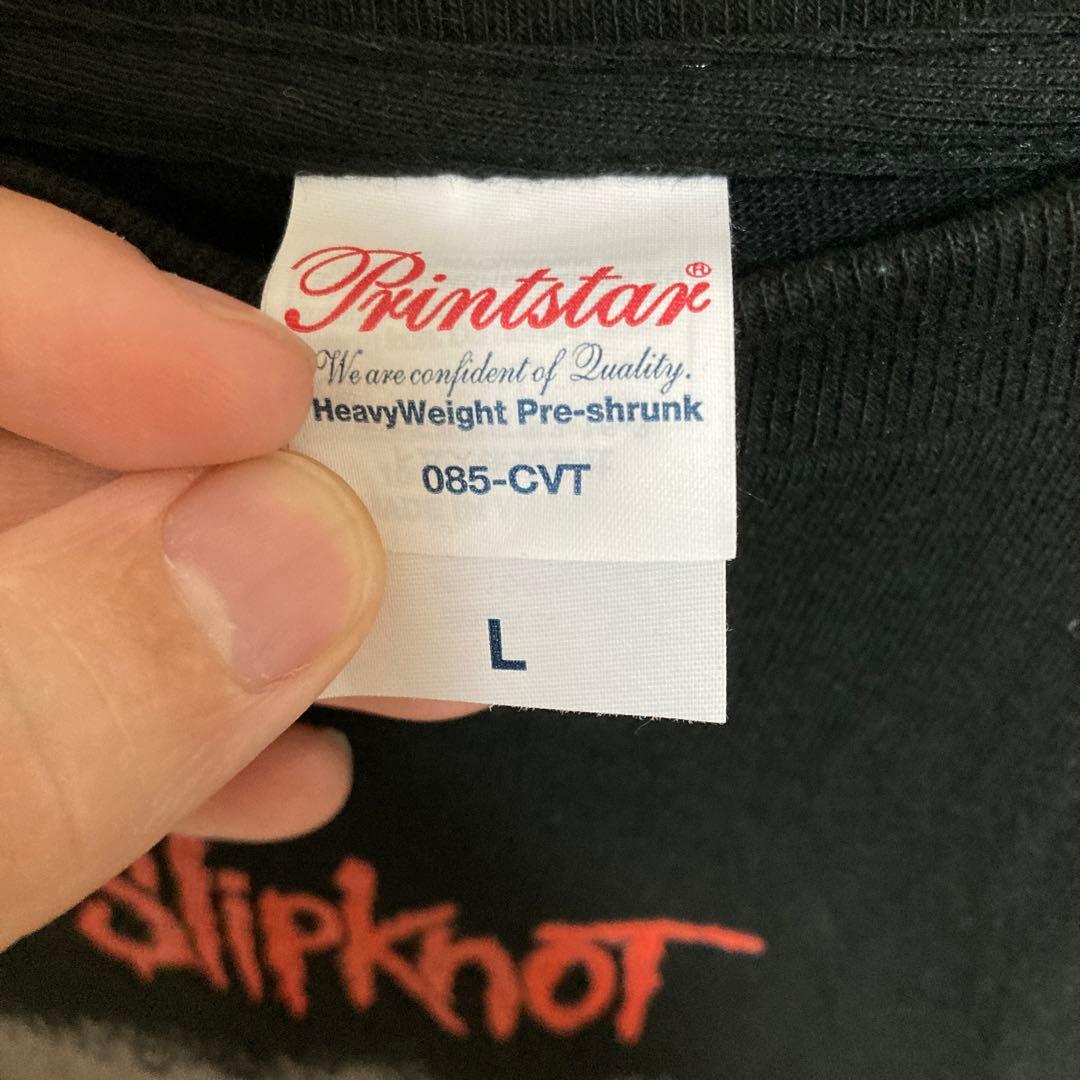 Printstar®
We are confident of Quality.
HeavyWeight Pre-shrunk
085-CVT
L
SlipKnoT